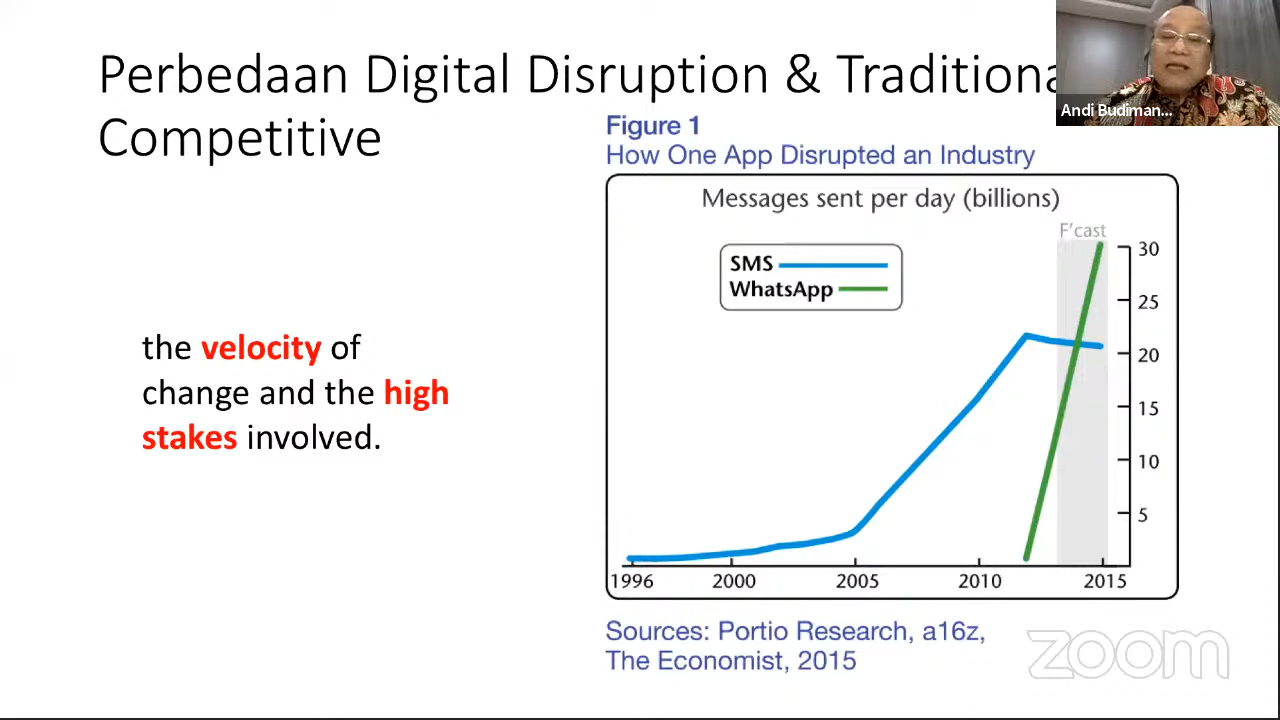 Perbedaan Digital Disruption & Traditiona
Competitive
Andi Budiman...
Figure 1
How One App Disrupted an Industry
Messages sent per day (billions)
F'cast
SMS
WhatsApp
30
25
20
15
10
5
1996 2000 2005 2010 2015
the velocity of
change and the high
stakes involved.
Sources: Portio Research, a16z,
The Economist, 2015
zoom